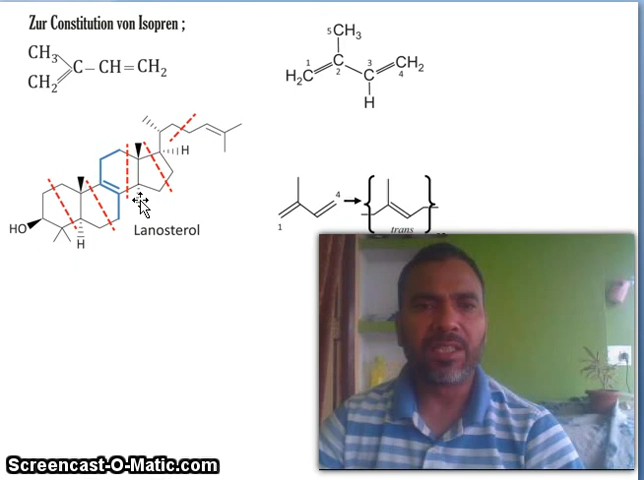 Zur Constitution von Isopren ;
CH₃
C – CH = CH₂
CH₂
5
CH₃
1
3
H₂C
C
2
C
CH₂
4
H
H
HO
H
Lanosterol
4
1
trans
Screencast-O-Matic.com